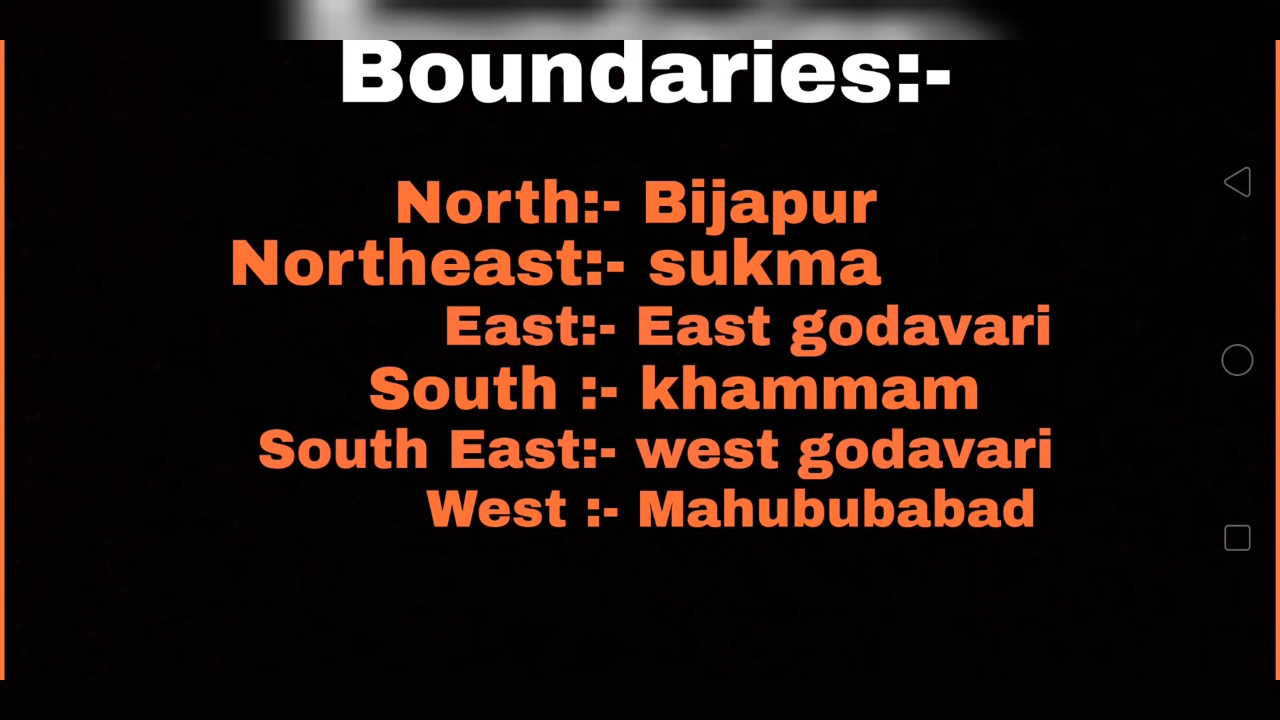 Boundaries:-
North:- Bijapur
Northeast:- sukma
East:- East godavari
South :- khammam
South East:- west godavari
West :- Mahububabad